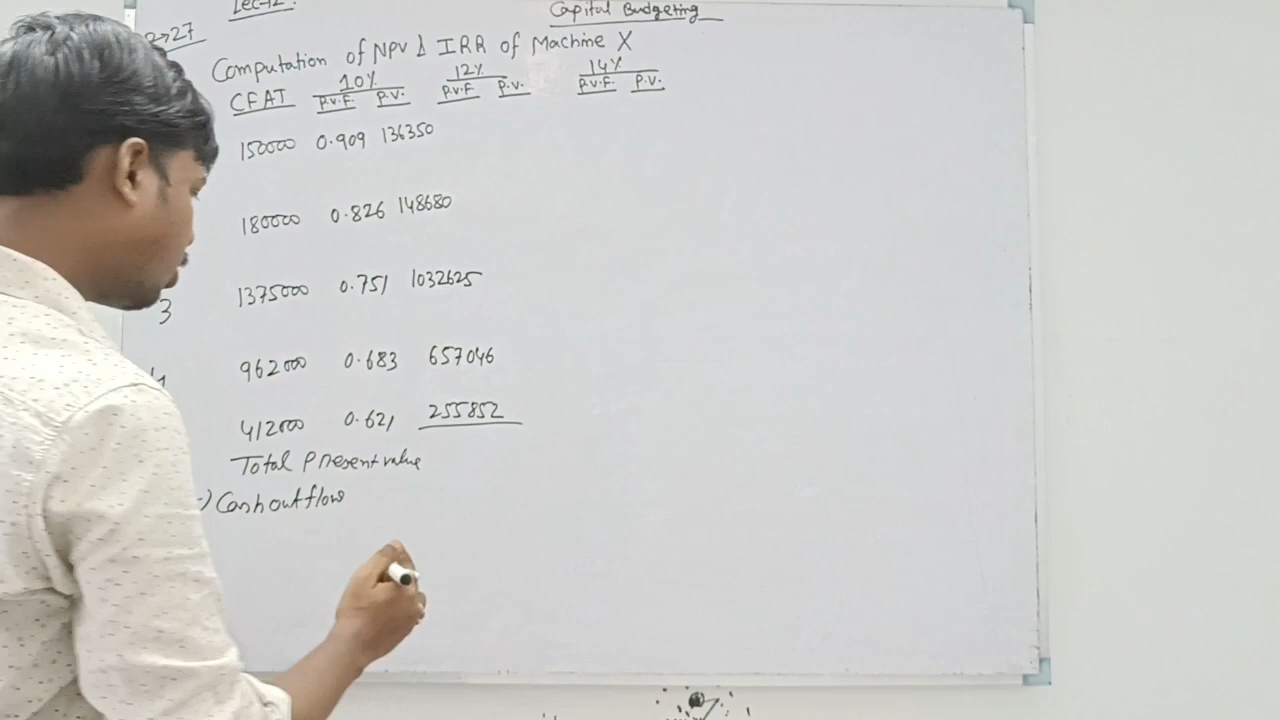 Lec-12.
Capital Budgeting
27
Computation of NPV & IRR of Machine X
10% 12% 14%
CFAT P.V.F. P.V. P.V.F P.V. P.V.F. P.V.
150000 0.909 136350
180000 0.826 148680
3 1375000 0.751 1032625
4 962000 0.683 657046
412000 0.621 255852
Total Present value
-) Cash outflow